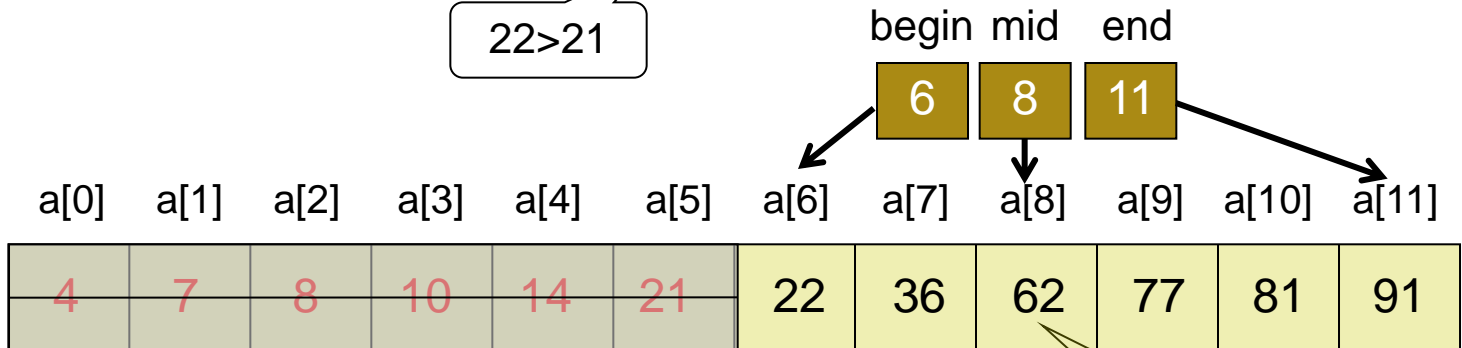 22>21
begin mid end
6 8 11
a[0] a[1] a[2] a[3] a[4] a[5] a[6] a[7] a[8] a[9] a[10] a[11]
4 7 8 10 14 21 22 36 62 77 81 91